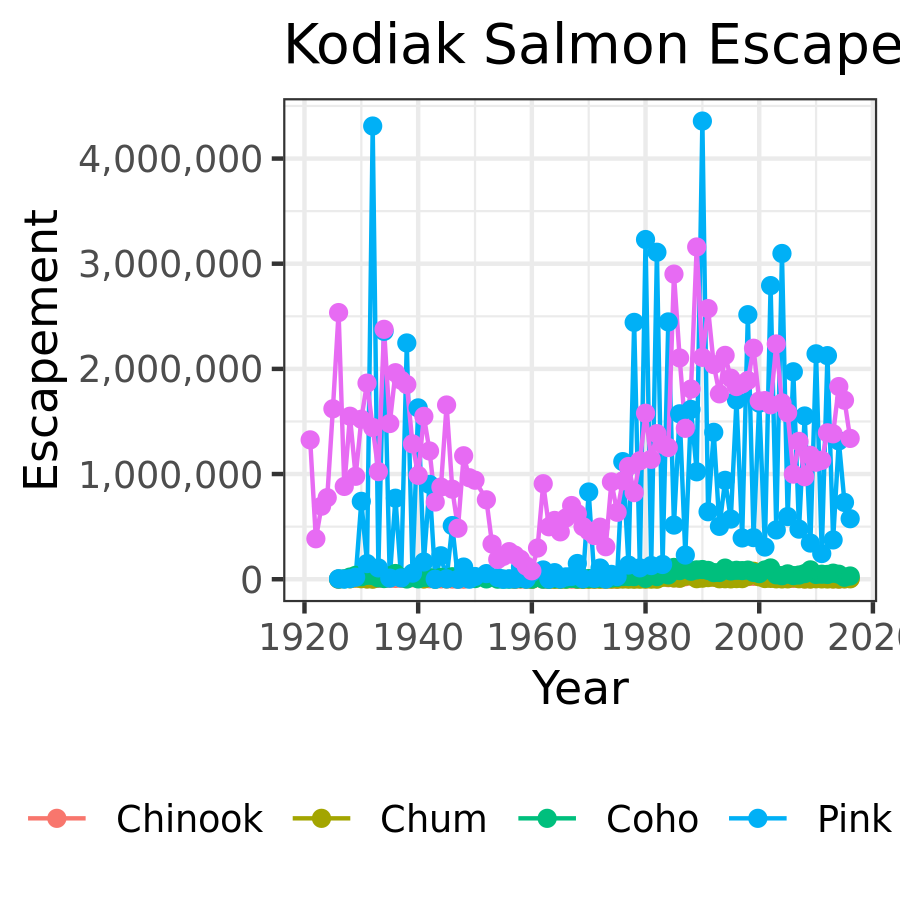 Kodiak Salmon Escape
4,000,000
3,000,000
2,000,000
1,000,000
0
Escapement
1920 1940 1960 1980 2000 202
Year
Chinook Chum Coho Pink